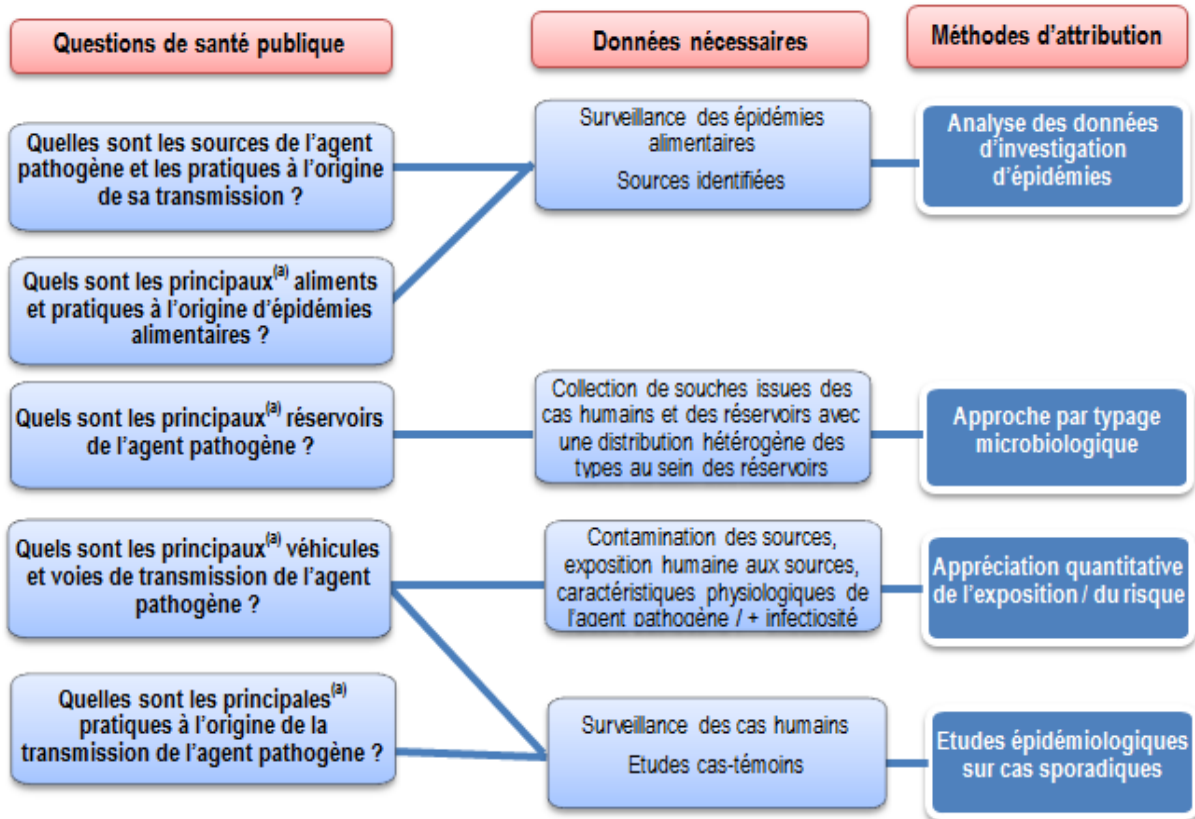 Questions de santé publique
Données nécessaires
Méthodes d'attribution
Quelles sont les sources de l'agent
pathogène et les pratiques à l'origine
de sa transmission ?
Surveillance des épidémies
alimentaires
Sources identifiées
Analyse des données
d'investigation
d'épidémies
Quels sont les principaux(a) aliments
et pratiques à l'origine d'épidémies
alimentaires ?
Quels sont les principaux(a) réservoirs
de l'agent pathogène ?
Collection de souches issues des
cas humains et des réservoirs avec
une distribution hétérogène des
types au sein des réservoirs
Approche par typage
microbiologique
Quels sont les principaux(a) véhicules
et voies de transmission de l'agent
pathogène ?
Contamination des sources,
exposition humaine aux sources,
caractéristiques physiologiques de
l'agent pathogène / + infectiosité
Appréciation quantitative
de l'exposition / du risque
Quelles sont les principales(a)
pratiques à l'origine de la
transmission de l'agent pathogène ?
Surveillance des cas humains
Etudes cas-témoins
Etudes épidémiologiques
sur cas sporadiques